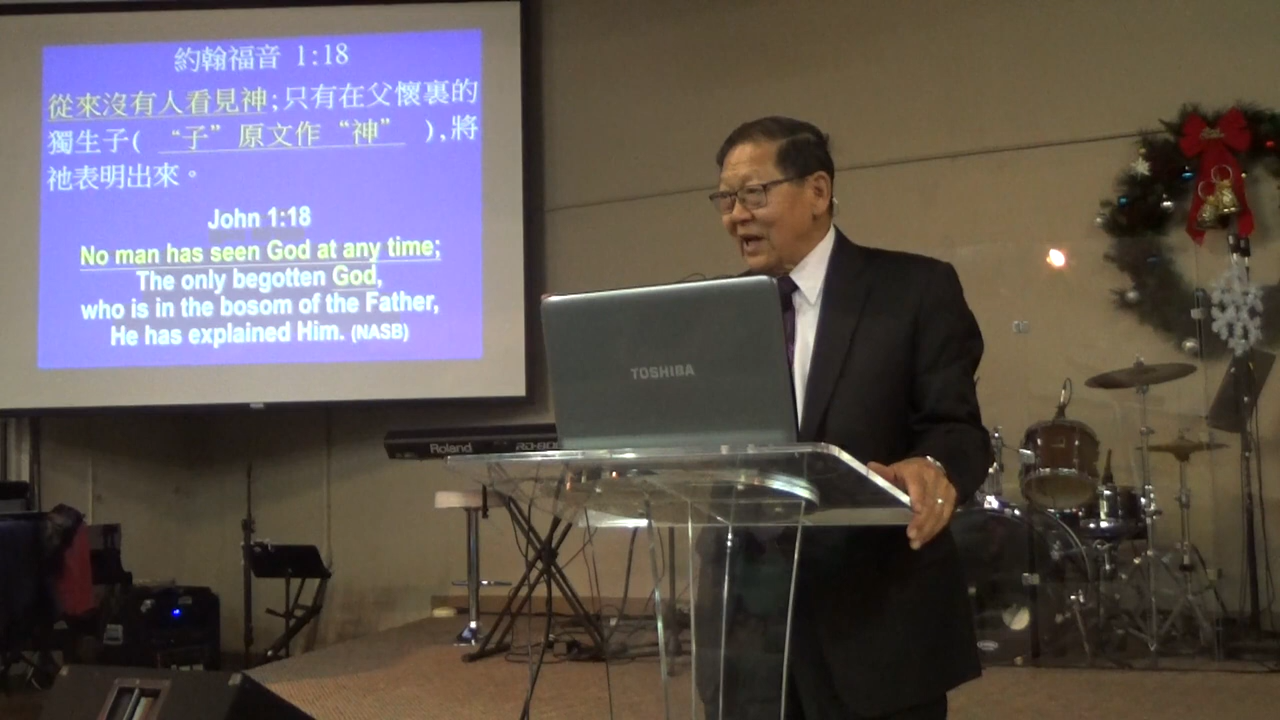 約翰福音 1:18
從來沒有人看見神;只有在父懷裏的
獨生子( “子”原文作“神” ),將
祂表明出來。
John 1:18
No man has seen God at any time;
The only begotten God,
who is in the bosom of the Father,
He has explained Him. (NASB)
TOSHIBA
Roland